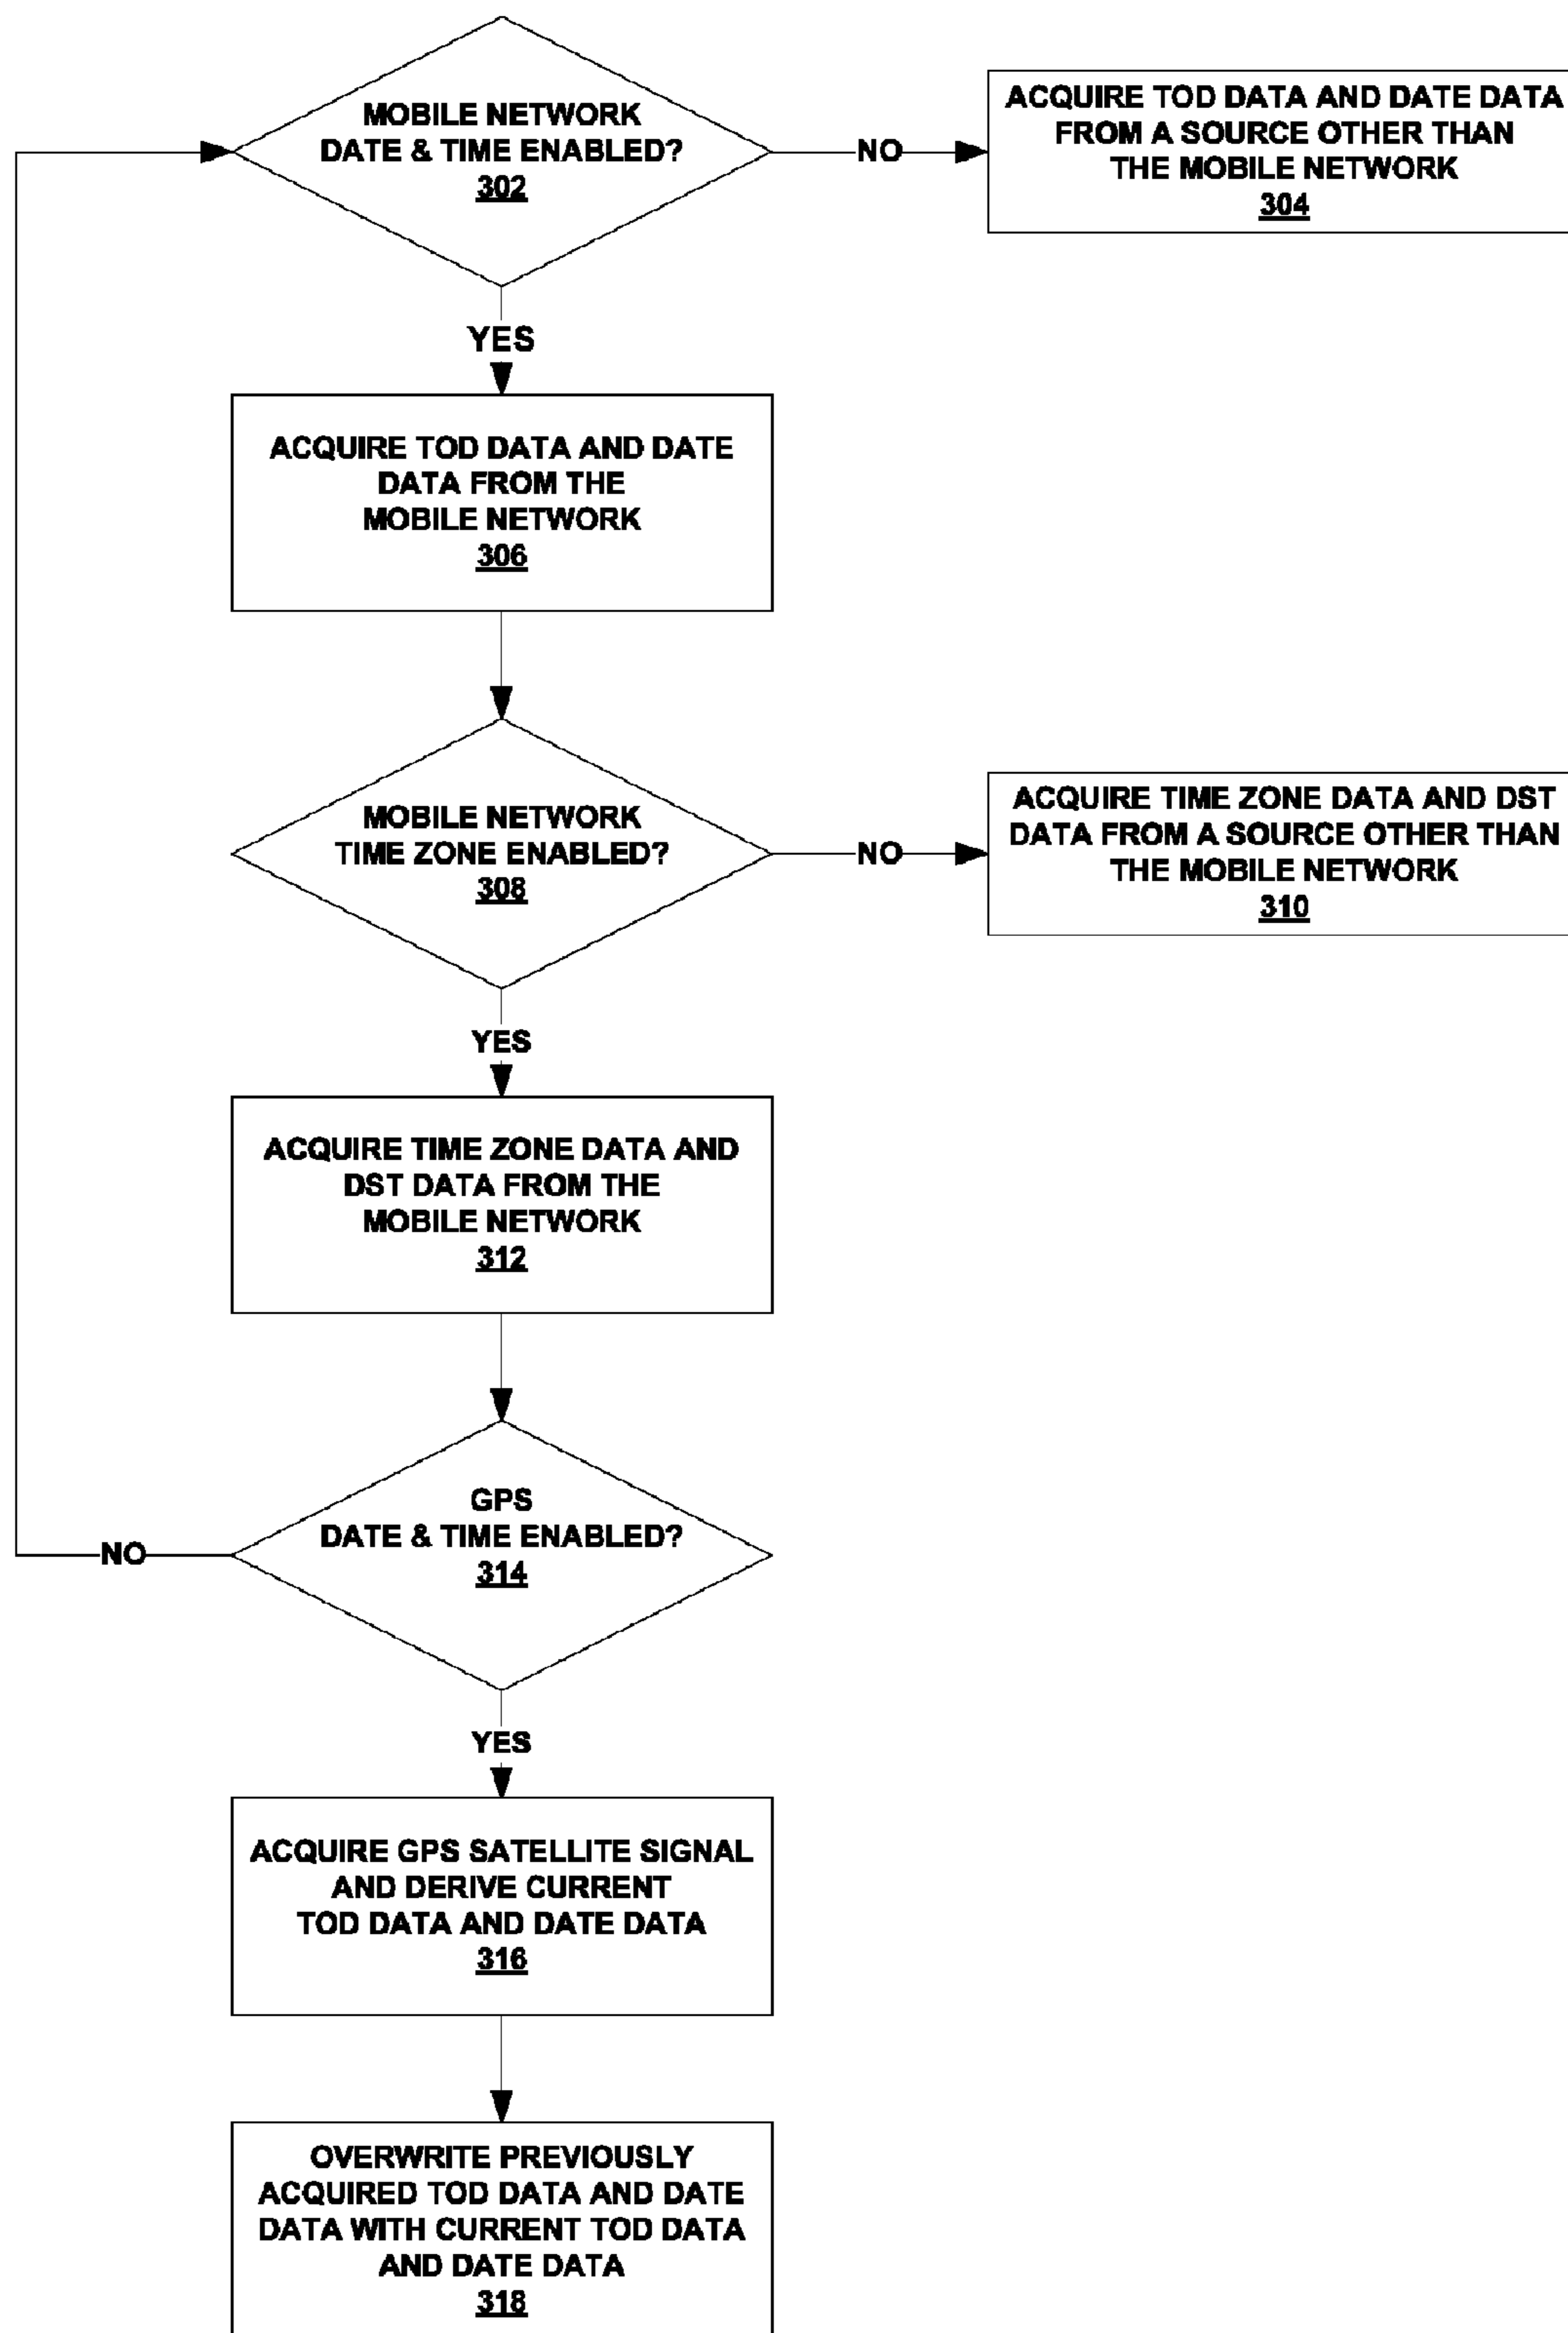 MOBILE NETWORK
DATE & TIME ENABLED?
302
NO
ACQUIRE TOD DATA AND DATE DATA
FROM A SOURCE OTHER THAN
THE MOBILE NETWORK
304
YES
ACQUIRE TOD DATA AND DATE
DATA FROM THE
MOBILE NETWORK
306
MOBILE NETWORK
TIME ZONE ENABLED?
308
NO
ACQUIRE TIME ZONE DATA AND DST
DATA FROM A SOURCE OTHER THAN
THE MOBILE NETWORK
310
YES
ACQUIRE TIME ZONE DATA AND
DST DATA FROM THE
MOBILE NETWORK
312
GPS
DATE & TIME ENABLED?
314
NO
YES
ACQUIRE GPS SATELLITE SIGNAL
AND DERIVE CURRENT
TOD DATA AND DATE DATA
316
OVERWRITE PREVIOUSLY
ACQUIRED TOD DATA AND DATE
DATA WITH CURRENT TOD DATA
AND DATE DATA
318